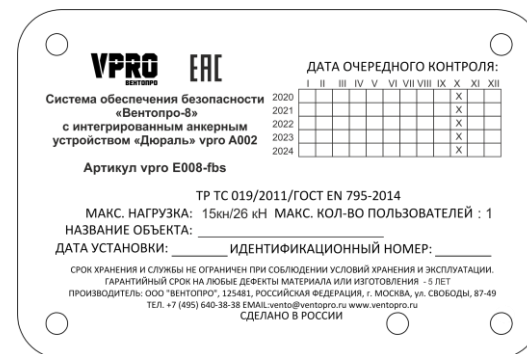 VPRO
ВЕНТОПРО
ЕАС
Система обеспечения безопасности
«Вентопро-8»
с интегрированным анкерным
устройством «Дюраль» vpro A002
Артикул vpro E008-fbs
ДАТА ОЧЕРЕДНОГО КОНТРОЛЯ:
I II III IV V VI VII VIII IX X XI XII
2020 X
2021 X
2022 X
2023 X
2024 X
ТР ТС 019/2011/ГОСТ EN 795-2014
МАКС. НАГРУЗКА: 15кн/26 кН МАКС. КОЛ-ВО ПОЛЬЗОВАТЕЛЕЙ : 1
НАЗВАНИЕ ОБЪЕКТА:
ДАТА УСТАНОВКИ: ИДЕНТИФИКАЦИОННЫЙ НОМЕР:
СРОК ХРАНЕНИЯ И СЛУЖБЫ НЕ ОГРАНИЧЕН ПРИ СОБЛЮДЕНИИ УСЛОВИЙ ХРАНЕНИЯ И ЭКСПЛУАТАЦИИ.
ГАРАНТИЙНЫЙ СРОК НА ЛЮБЫЕ ДЕФЕКТЫ МАТЕРИАЛА ИЛИ ИЗГОТОВЛЕНИЯ - 5 ЛЕТ
ПРОИЗВОДИТЕЛЬ: ООО "ВЕНТОПРО", 125481, РОССИЙСКАЯ ФЕДЕРАЦИЯ, г. МОСКВА, ул. СВОБОДЫ, 87-49
ТЕЛ. +7 (495) 640-38-38 EMAIL:vento@ventopro.ru www.ventopro.ru
СДЕЛАНО В РОССИИ